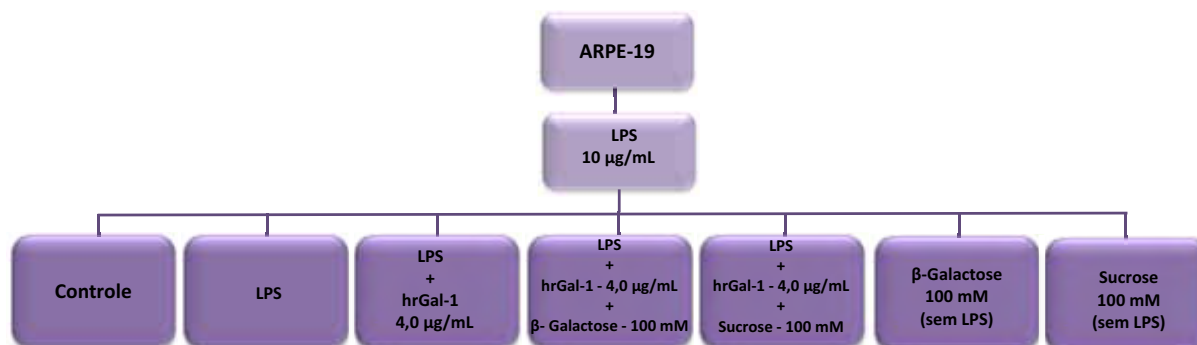 ARPE-19
LPS
10 µg/mL
Controle
LPS
LPS
+
hrGal-1
4,0 µg/mL
LPS
+
hrGal-1 - 4,0 µg/mL
+
β- Galactose - 100 mM
LPS
+
hrGal-1 - 4,0 µg/mL
+
Sucrose - 100 mM
β-Galactose
100 mM
(sem LPS)
Sucrose
100 mM
(sem LPS)